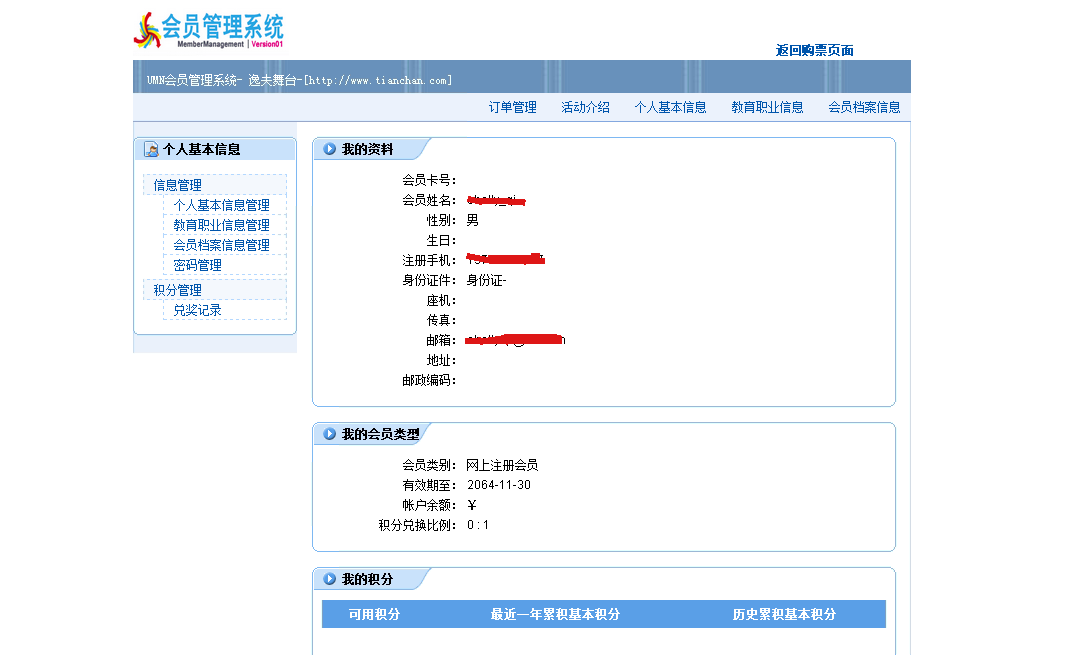 会员管理系统
MemberManagement | Version01
返回购票页面
UMN会员管理系统- 逸夫舞台-[http://www.tianchan.com]
订单管理 活动介绍 个人基本信息 教育职业信息 会员档案信息
个人基本信息
信息管理
个人基本信息管理
教育职业信息管理
会员档案信息管理
密码管理
积分管理
兑奖记录
我的资料
会员卡号:
会员姓名:
性别: 男
生日:
注册手机:
身份证件: 身份证-
座机:
传真:
邮箱:
地址:
邮政编码:
我的会员类型
会员类别: 网上注册会员
有效期至: 2064-11-30
帐户余额: ¥
积分兑换比例: 0:1
我的积分
可用积分 最近一年累积基本积分 历史累积基本积分